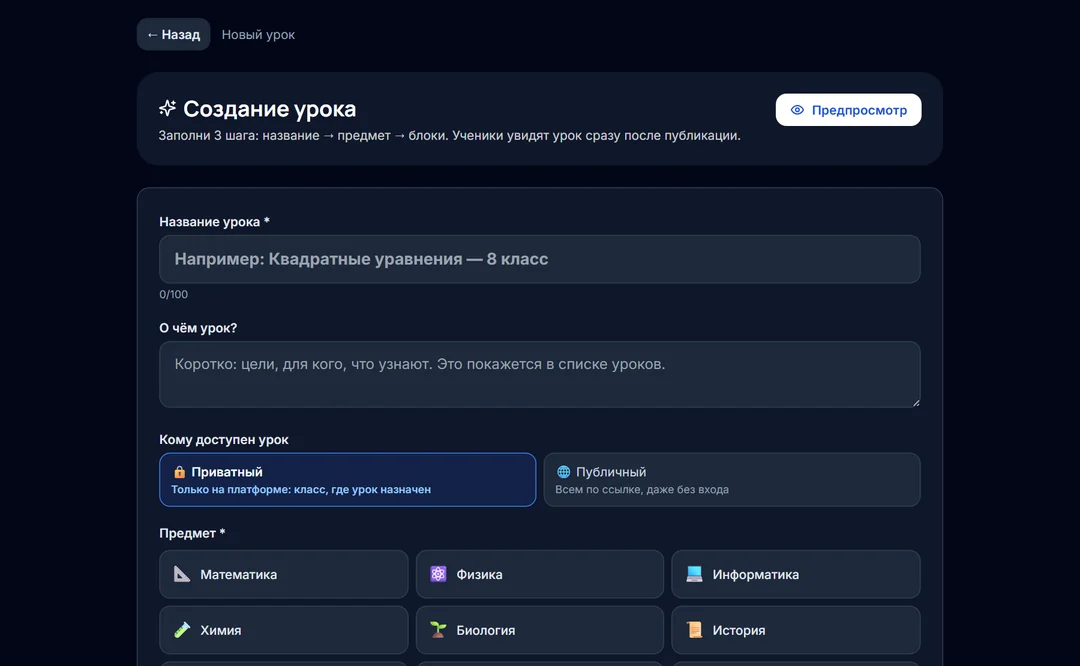 ← Назад Новый урок
Создание урока
Предпросмотр
Заполни 3 шага: название → предмет → блоки. Ученики увидят урок сразу после публикации.
Название урока *
Например: Квадратные уравнения — 8 класс
0/100
О чём урок?
Коротко: цели, для кого, что узнают. Это покажется в списке уроков.
Кому доступен урок
Приватный
Только на платформе: класс, где урок назначен
Публичный
Всем по ссылке, даже без входа
Предмет *
Математика
Физика
Информатика
Химия
Биология
История